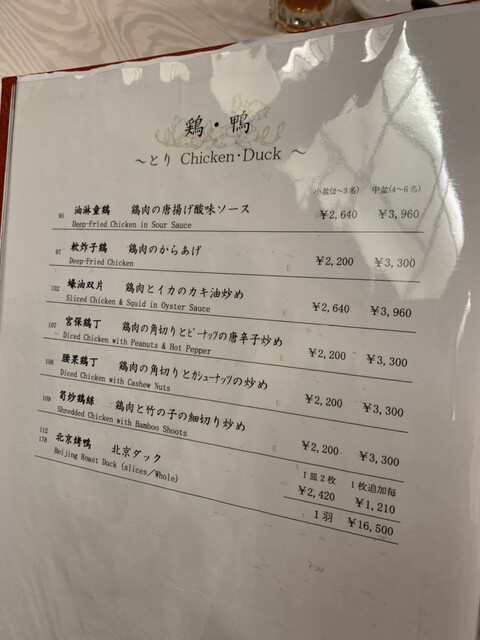 鶏・鴨
～とり Chicken・Duck ～
小盆(2～3名) 中盆(4～6名)
油淋童鶏 鶏肉の唐揚げ酸味ソース ¥2,640 ¥3,960
Deep-Fried Chicken in Sour Sauce
97 軟炸子鶏 鶏肉のからあげ ¥2,200 ¥3,300
Deep-Fried Chicken
102 蠔油双片 鶏肉とイカのカキ油炒め ¥2,640 ¥3,960
Sliced Chicken & Squid in Oyster Sauce
107 宮保鶏丁 鶏肉の角切りとピーナッツの唐辛子炒め ¥2,200 ¥3,300
Diced Chicken with Peanuts & Hot Pepper
108 腰果鶏丁 鶏肉の角切りとカシューナッツの炒め ¥2,200 ¥3,300
Diced Chicken with Cashew Nuts
109 筍炒鶏絲 鶏肉と竹の子の細切り炒め ¥2,200 ¥3,300
Shredded Chicken with Bamboo Shoots
112
178 北京烤鴨 北京ダック
Beijing Roast Duck (slices／Whole)
1皿2枚 1枚追加毎
¥2,420 ¥1,210
1羽 ¥16,500